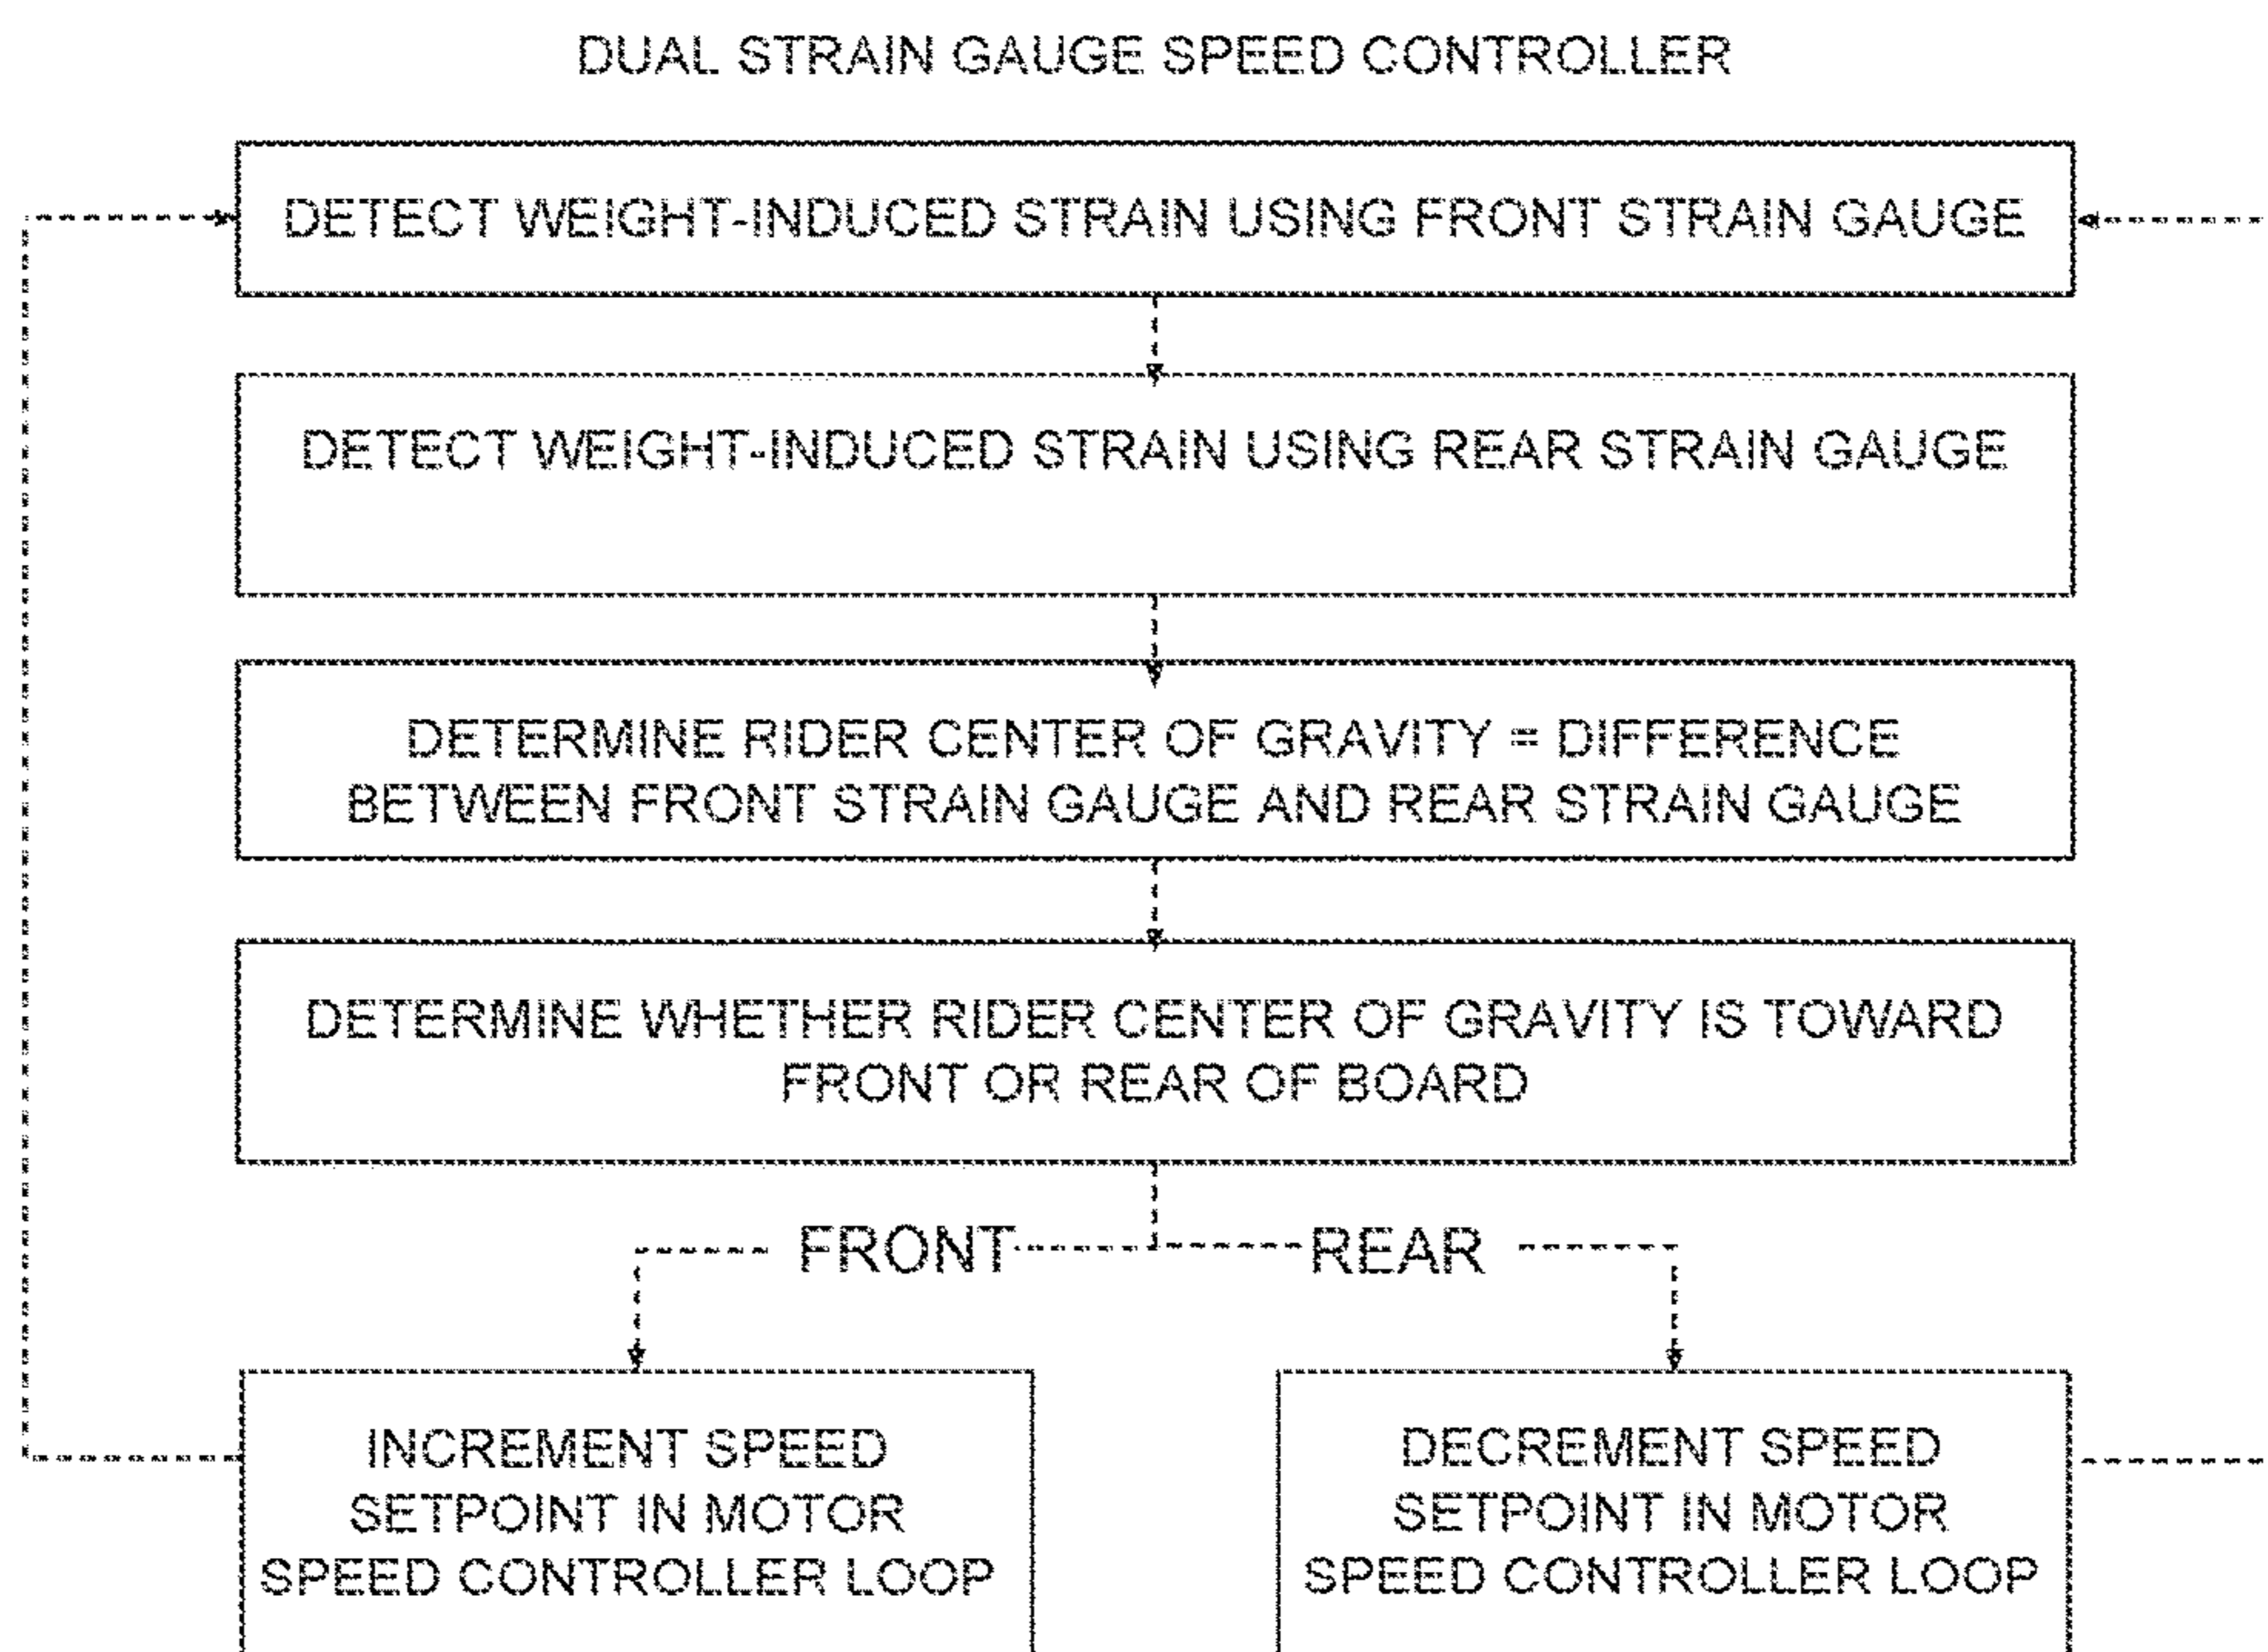 DUAL STRAIN GAUGE SPEED CONTROLLER
DETECT WEIGHT-INDUCED STRAIN USING FRONT STRAIN GAUGE
DETECT WEIGHT-INDUCED STRAIN USING REAR STRAIN GAUGE
DETERMINE RIDER CENTER OF GRAVITY = DIFFERENCE
BETWEEN FRONT STRAIN GAUGE AND REAR STRAIN GAUGE
DETERMINE WHETHER RIDER CENTER OF GRAVITY IS TOWARD
FRONT OR REAR OF BOARD
FRONT
REAR
INCREMENT SPEED
SETPOINT IN MOTOR
SPEED CONTROLLER LOOP
DECREMENT SPEED
SETPOINT IN MOTOR
SPEED CONTROLLER LOOP